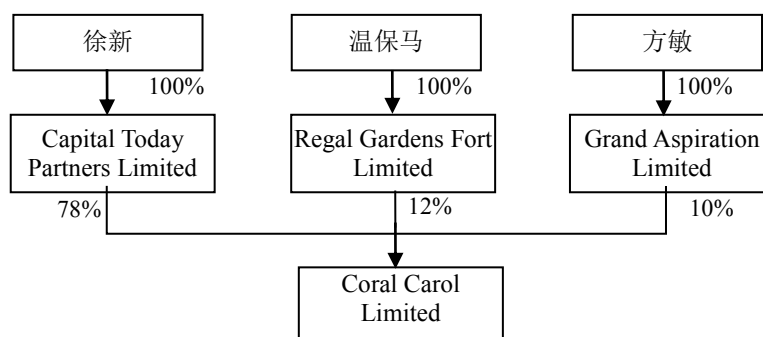 徐新
温保马
方敏
100%
100%
100%
Capital Today
Partners Limited
Regal Gardens Fort
Limited
Grand Aspiration
Limited
78%
12%
10%
Coral Carol
Limited